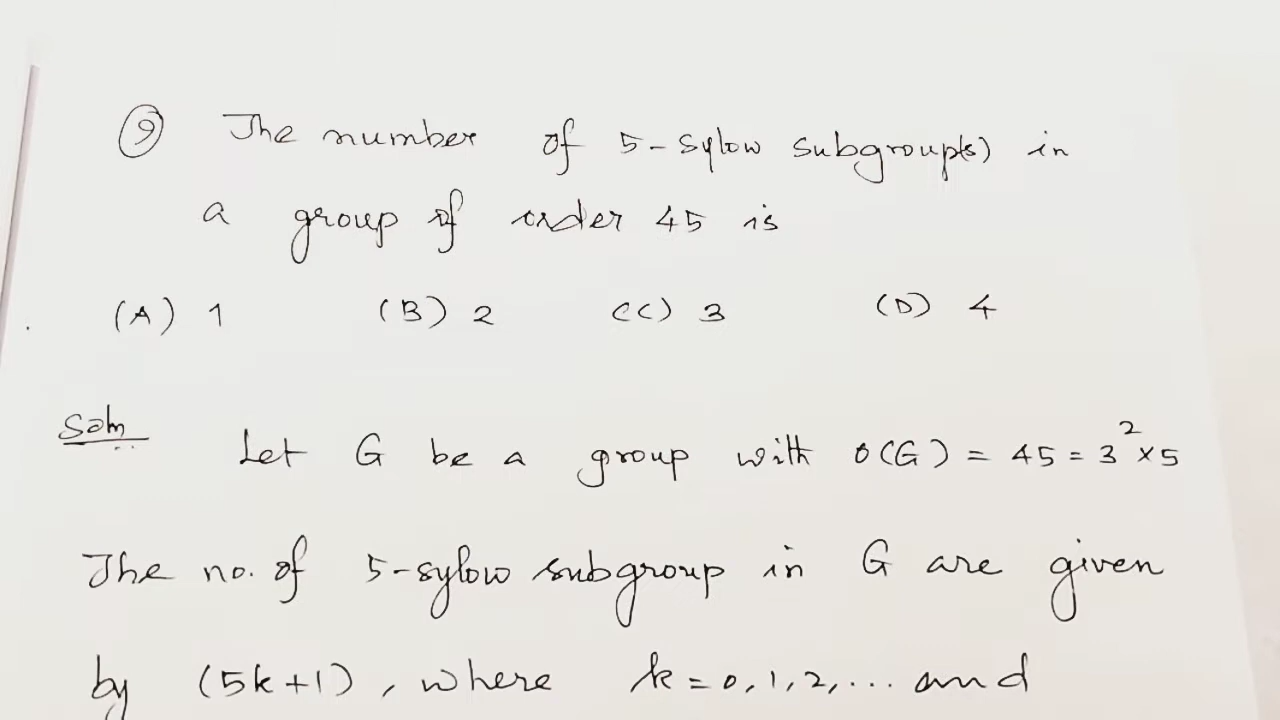 9 The number of 5-sylow subgroup(s) in
a group of order 45 is
(A) 1 (B) 2 (C) 3 (D) 4
Soln Let G be a group with o(G) = 45 = 3² × 5
The no. of 5-sylow subgroup in G are given
by (5k+1), where k = 0, 1, 2, ... and